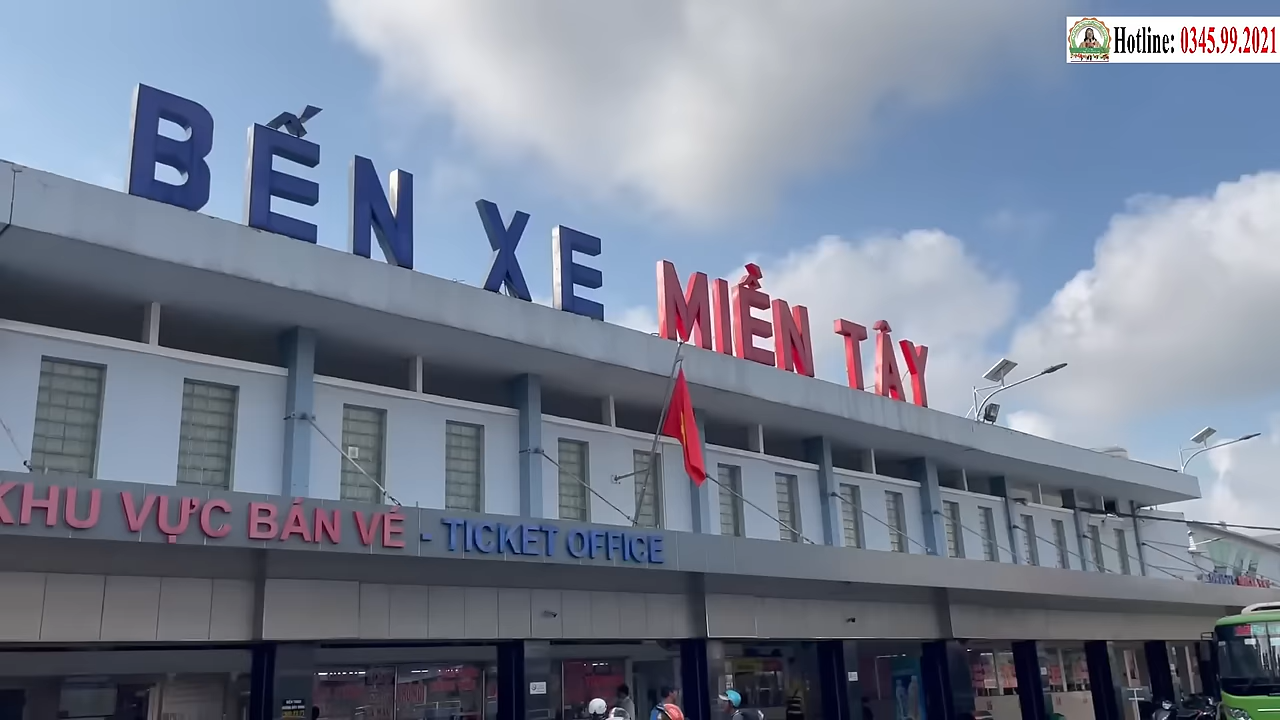 Hotline: 0345.99.2021
BẾN XE MIỀN TÂY
KHU VỰC BÁN VÉ - TICKET OFFICE